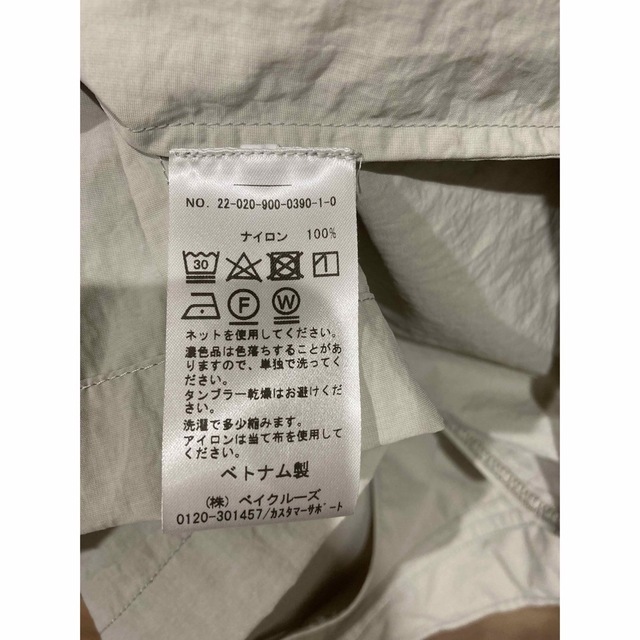 NO. 22-020-900-0390-1-0
ナイロン 100%
30
F W
ネットを使用してください。
濃色品は色落ちすることがあ
りますので、単独で洗ってく
ださい。
タンブラー乾燥はお避けくだ
さい。
洗濯で多少縮みます。
アイロンは当て布を使用して
ください。
ベトナム製
(株) ベイクルーズ
0120-301457/カスタマーサポート